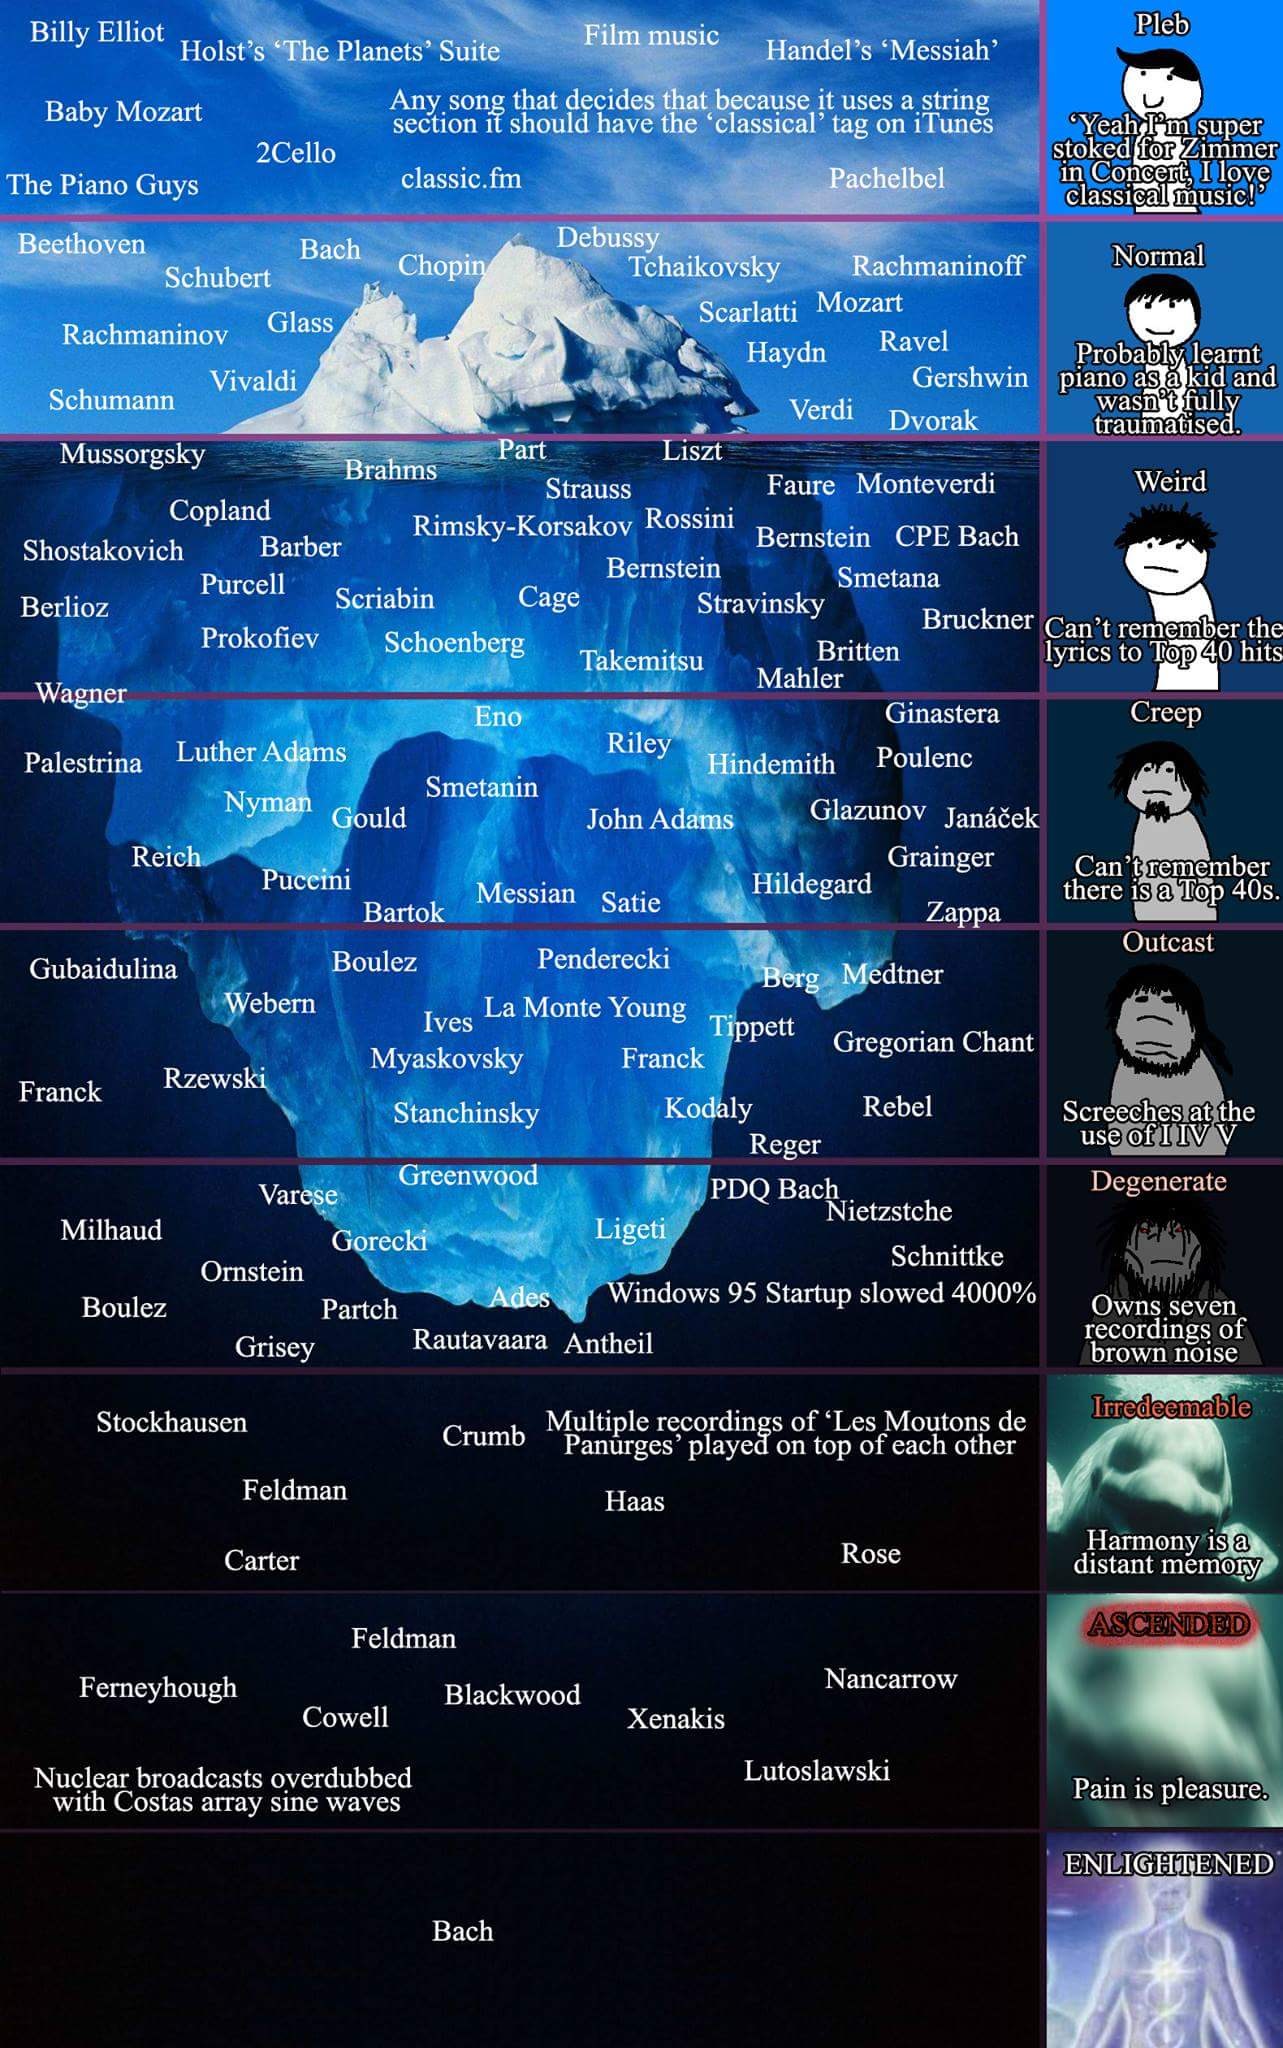 Billy Elliot
Holst's 'The Planets' Suite
Film music
Handel's 'Messiah'
Baby Mozart
Any song that decides that because it uses a string
section it should have the 'classical' tag on iTunes
2Cello
The Piano Guys
classic.fm
Pachelbel
Pleb
'Yeah I'm super
stoked for Zimmer
in Concert, I love
classical music!'
Beethoven
Bach
Debussy
Schubert
Chopin
Tchaikovsky
Rachmaninoff
Scarlatti
Mozart
Rachmaninov
Glass
Haydn
Ravel
Vivaldi
Gershwin
Schumann
Verdi
Dvorak
Normal
Probably learnt
piano as a kid and
wasn't fully
traumatised.
Mussorgsky
Brahms
Part
Liszt
Strauss
Faure
Monteverdi
Copland
Rimsky-Korsakov
Rossini
Shostakovich
Barber
Bernstein
CPE Bach
Purcell
Bernstein
Smetana
Berlioz
Scriabin
Cage
Stravinsky
Bruckner
Prokofiev
Schoenberg
Takemitsu
Britten
Mahler
Wagner
Weird
Can't remember the
lyrics to Top 40 hits
Eno
Ginastera
Palestrina
Luther Adams
Riley
Hindemith
Poulenc
Nyman
Smetanin
Gould
John Adams
Glazunov
Janáček
Reich
Grainger
Puccini
Messian
Satie
Hildegard
Bartok
Zappa
Creep
Can't remember
there is a Top 40s.
Gubaidulina
Boulez
Penderecki
Berg
Medtner
Webern
Ives
La Monte Young
Tippett
Gregorian Chant
Myaskovsky
Franck
Franck
Rzewski
Stanchinsky
Kodaly
Rebel
Reger
Outcast
Screeches at the
use of I IV V
Greenwood
Varese
PDQ Bach
Nietzstche
Milhaud
Gorecki
Ligeti
Schnittke
Ornstein
Boulez
Partch
Ades
Windows 95 Startup slowed 4000%
Grisey
Rautavaara
Antheil
Degenerate
Owns seven
recordings of
brown noise
Stockhausen
Crumb
Multiple recordings of 'Les Moutons de
Panurges' played on top of each other
Feldman
Haas
Carter
Rose
Irredeemable
Harmony is a
distant memory
Feldman
Ferneyhough
Blackwood
Nancarrow
Cowell
Xenakis
Nuclear broadcasts overdubbed
with Costas array sine waves
Lutoslawski
ASCENDED
Pain is pleasure.
Bach
ENLIGHTENED